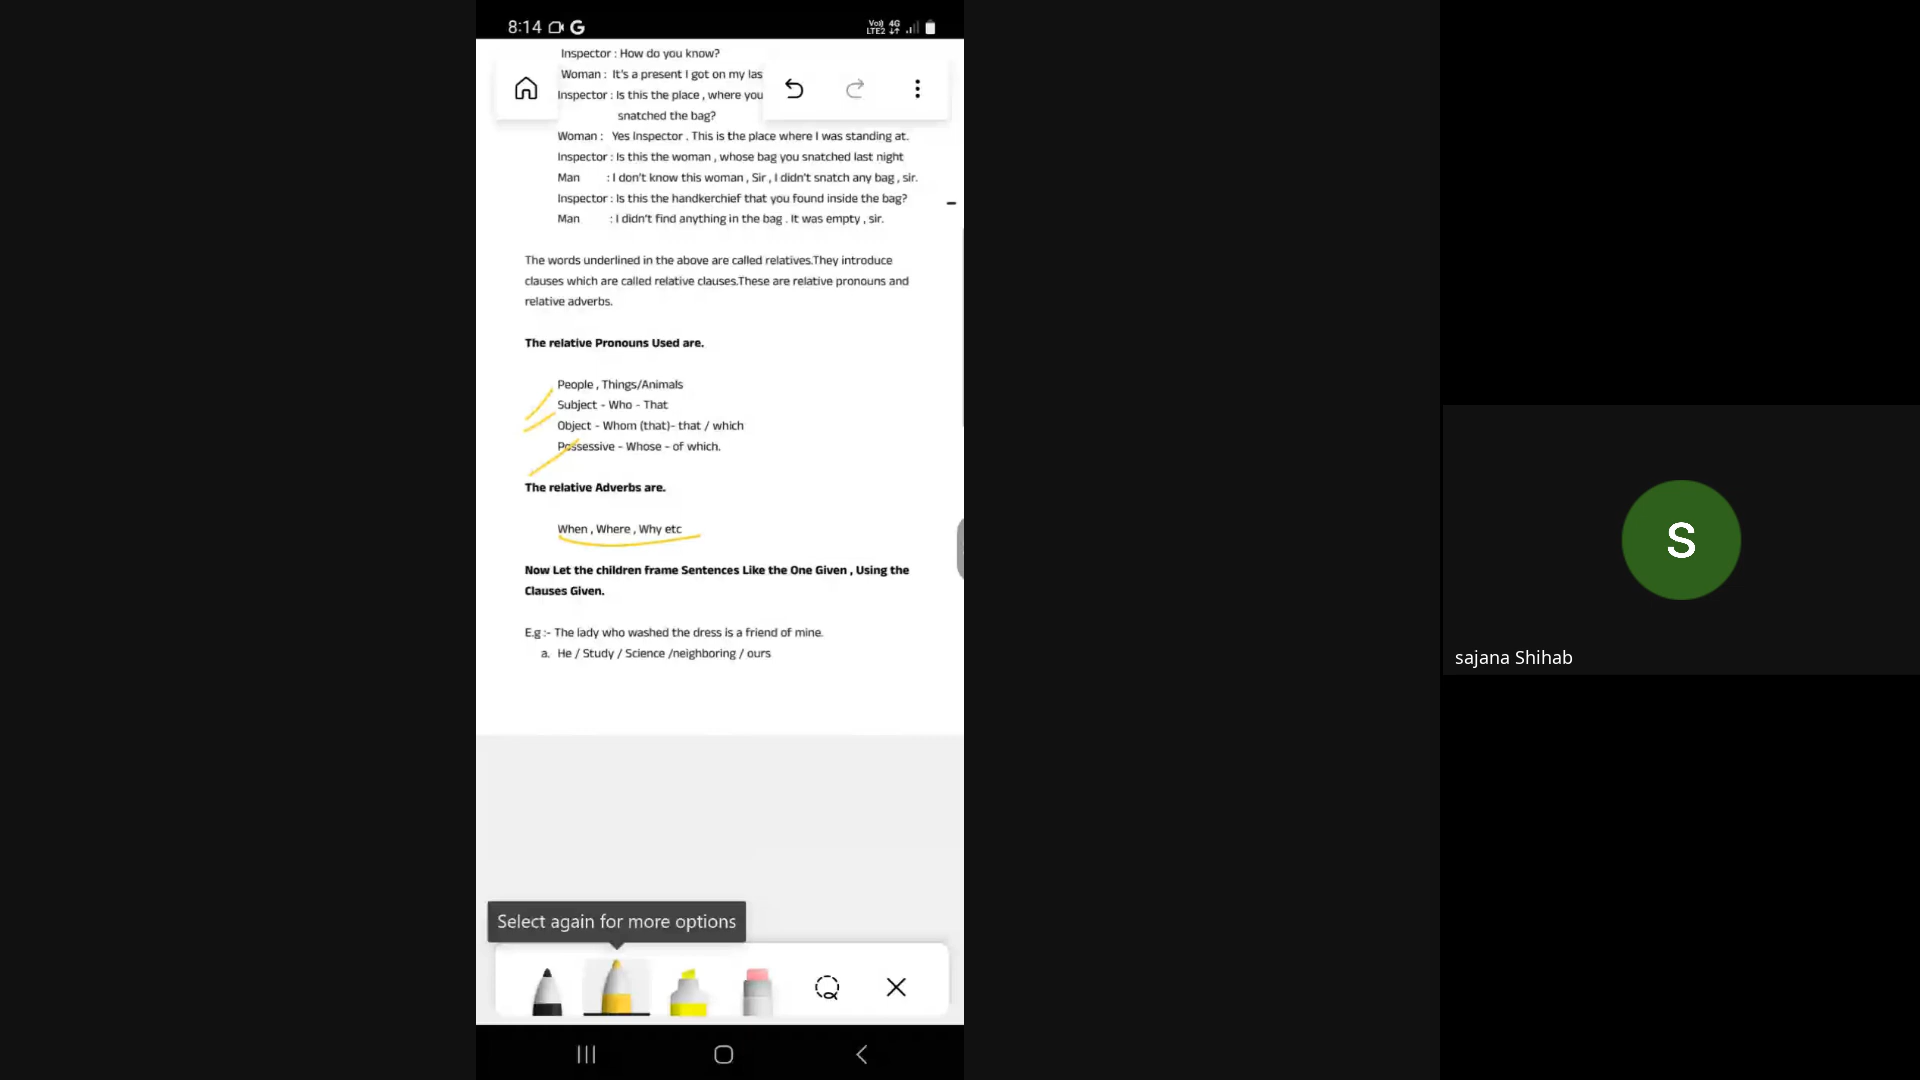 8:14
Vo)) 4G
LTE2
Inspector : How do you know?
Woman : It's a present I got on my las
Inspector : Is this the place , where you
snatched the bag?
Woman : Yes Inspector . This is the place where I was standing at.
Inspector : Is this the woman , whose bag you snatched last night
Man : I don't know this woman , Sir , I didn't snatch any bag , sir.
Inspector : Is this the handkerchief that you found inside the bag?
Man : I didn't find anything in the bag . It was empty , sir.
The words underlined in the above are called relatives.They introduce
clauses which are called relative clauses.These are relative pronouns and
relative adverbs.
The relative Pronouns Used are.
People , Things/Animals
Subject - Who - That
Object - Whom (that)- that / which
Possessive - Whose - of which.
The relative Adverbs are.
When , Where , Why etc
Now Let the children frame Sentences Like the One Given , Using the
Clauses Given.
E.g :- The lady who washed the dress is a friend of mine.
a. He / Study / Science /neighboring / ours
Select again for more options
S
sajana Shihab